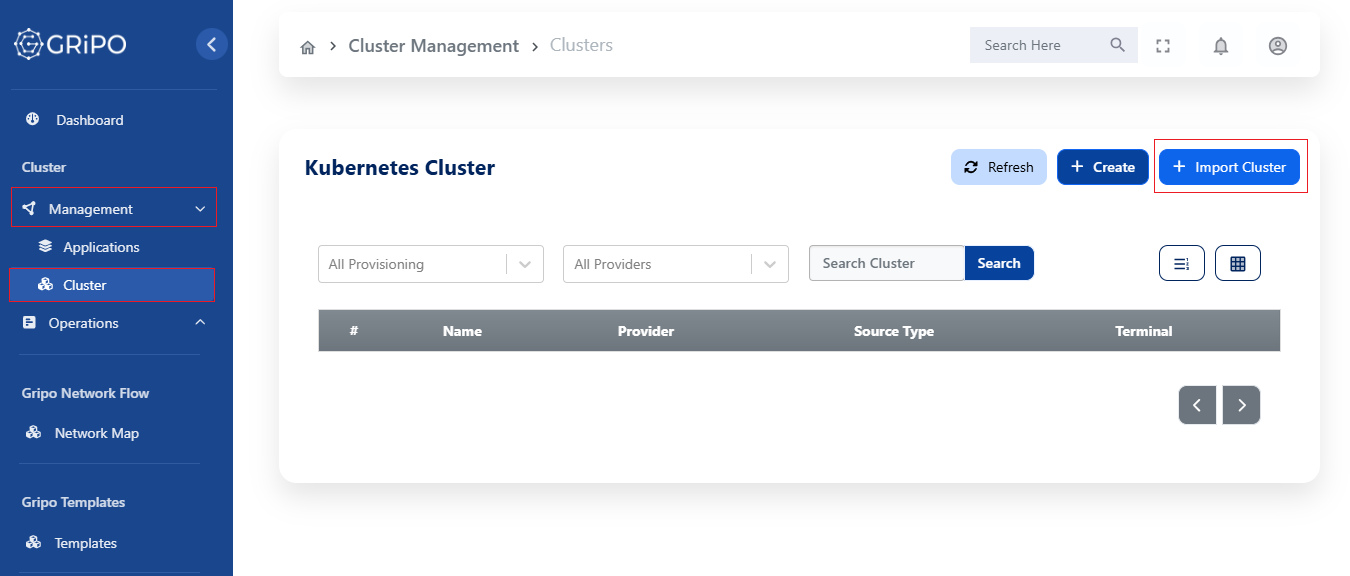 GRiPO
Cluster Management Clusters
Search Here
Dashboard
Cluster
Management
Applications
Cluster
Operations
Gripo Network Flow
Network Map
Gripo Templates
Templates
Kubernetes Cluster
Refresh
+ Create
+ Import Cluster
All Provisioning
All Providers
Search Cluster
Search
# Name Provider Source Type Terminal